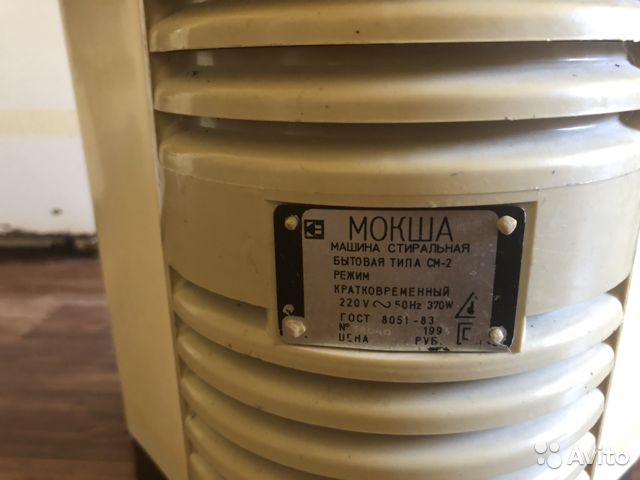 МОКША
МАШИНА СТИРАЛЬНАЯ
БЫТОВАЯ ТИПА СМ-2
РЕЖИМ
КРАТКОВРЕМЕННЫЙ
220V ~ 50Hz 370W
ГОСТ 8051-83
№ 199
ЦЕНА РУБ.
Avito